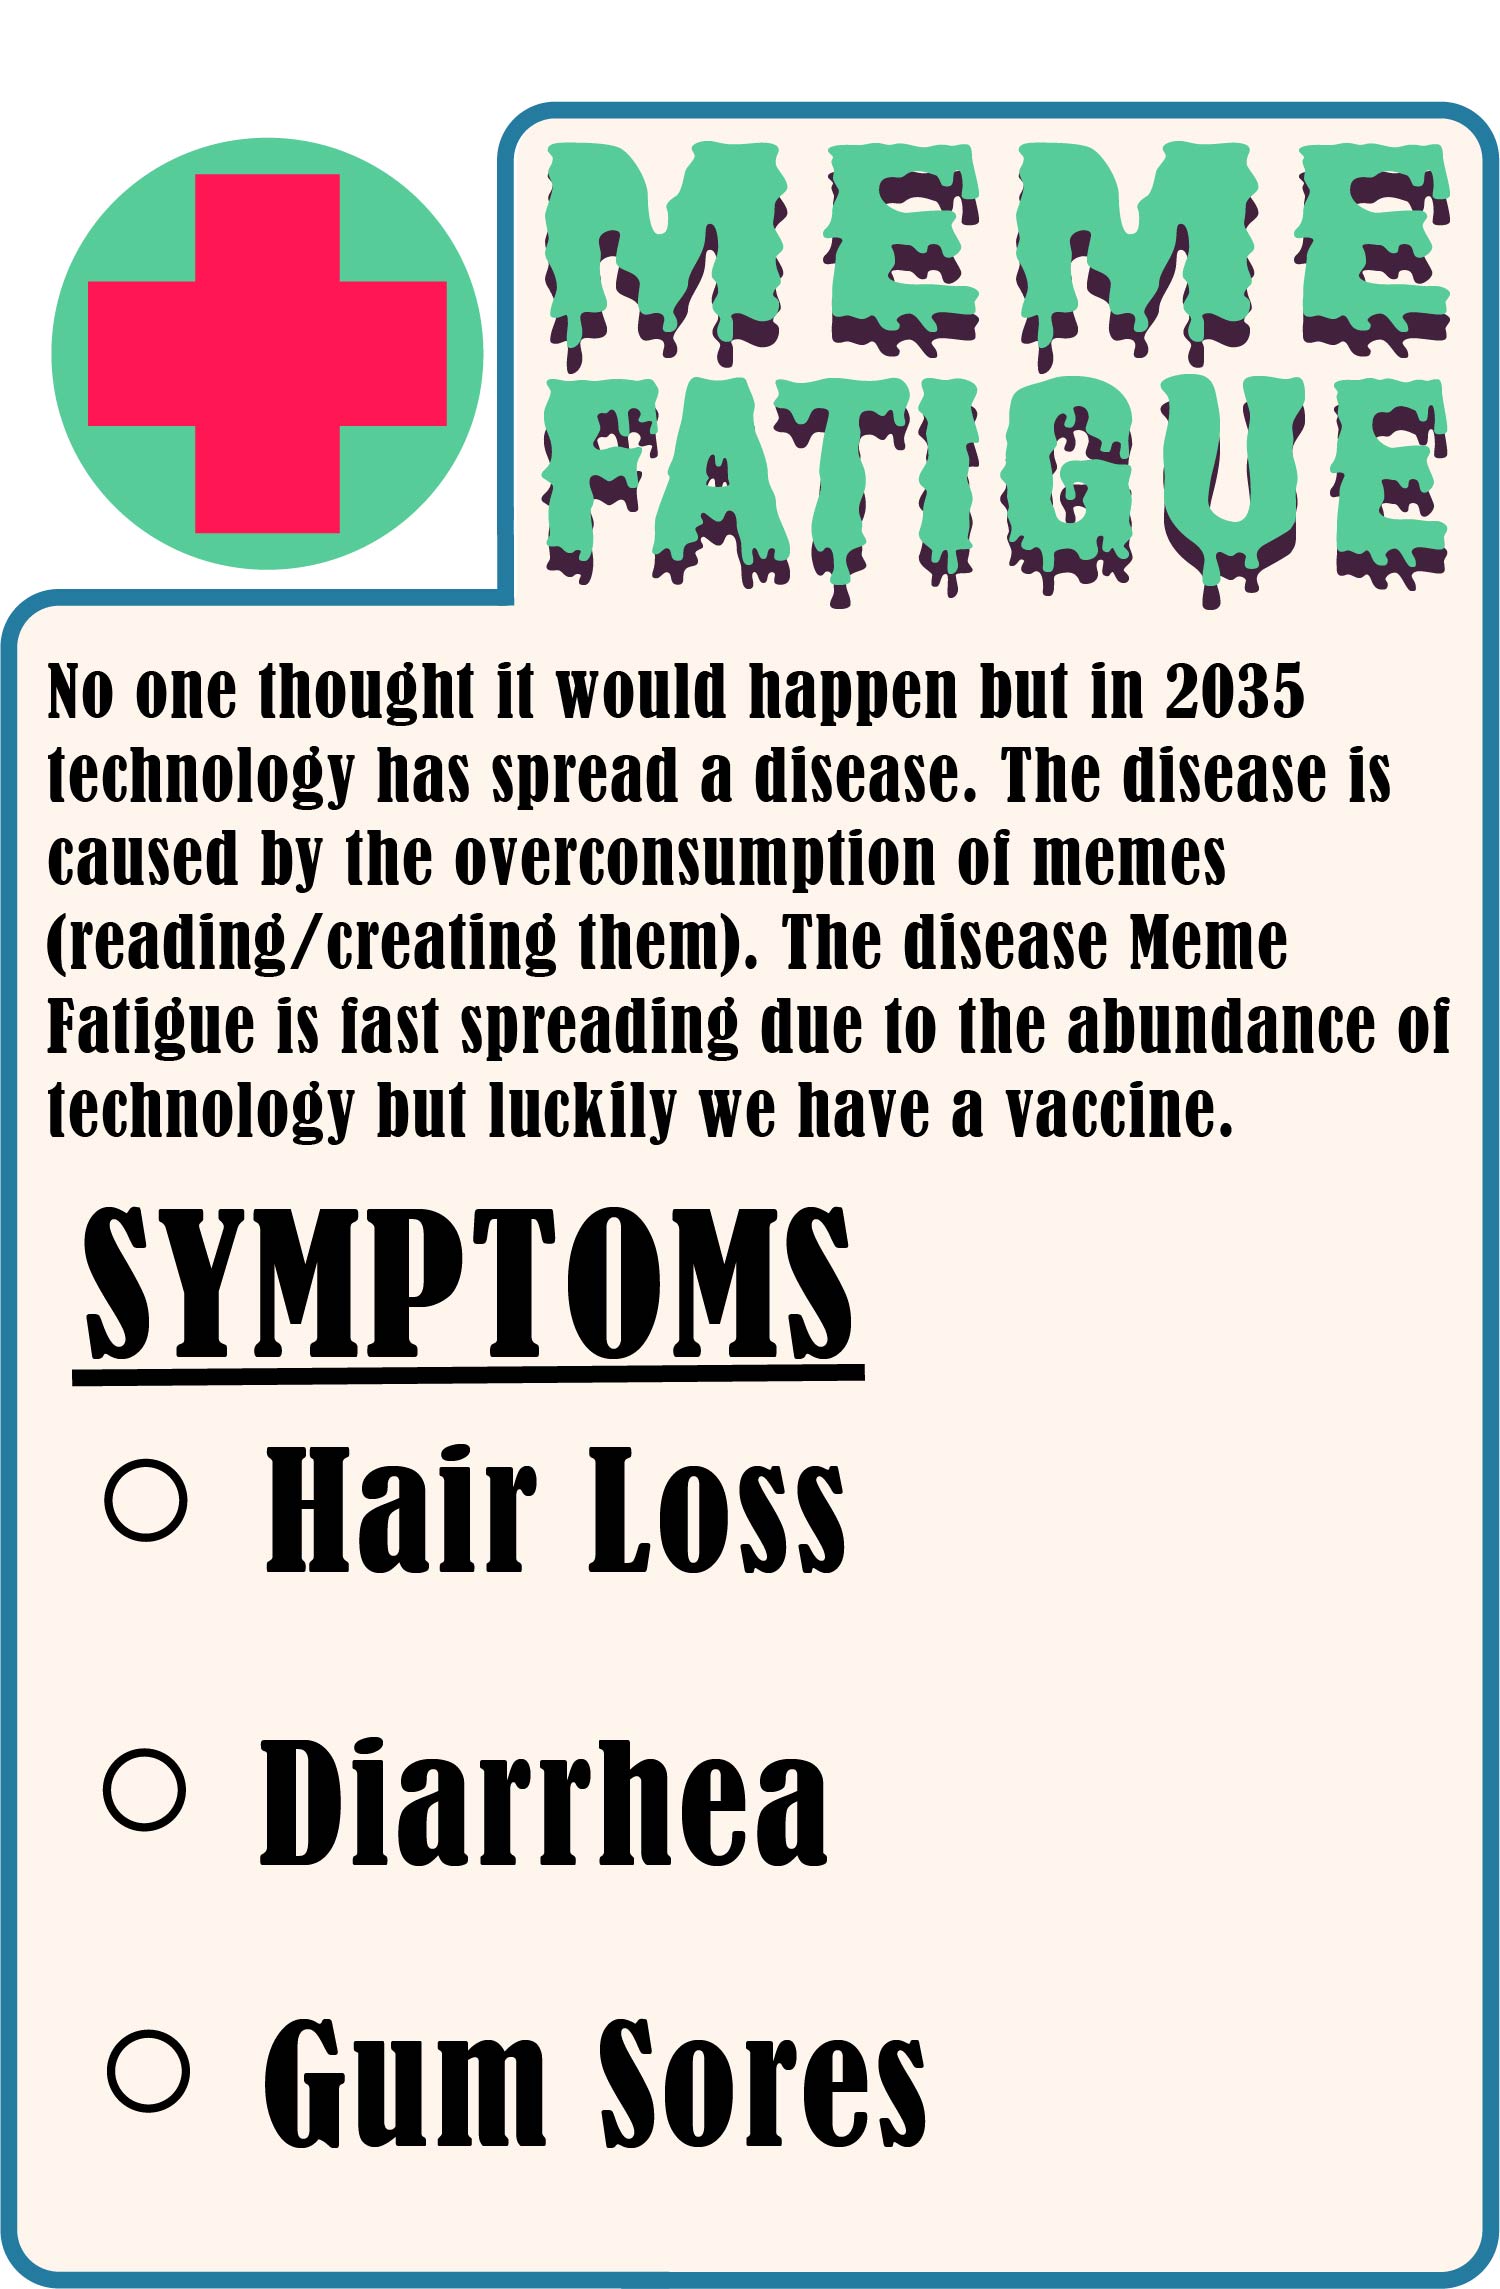 MEME
FATIGUE
No one thought it would happen but in 2035
technology has spread a disease. The disease is
caused by the overconsumption of memes
(reading/creating them). The disease Meme
Fatigue is fast spreading due to the abundance of
technology but luckily we have a vaccine.
SYMPTOMS
Hair Loss
Diarrhea
Gum Sores